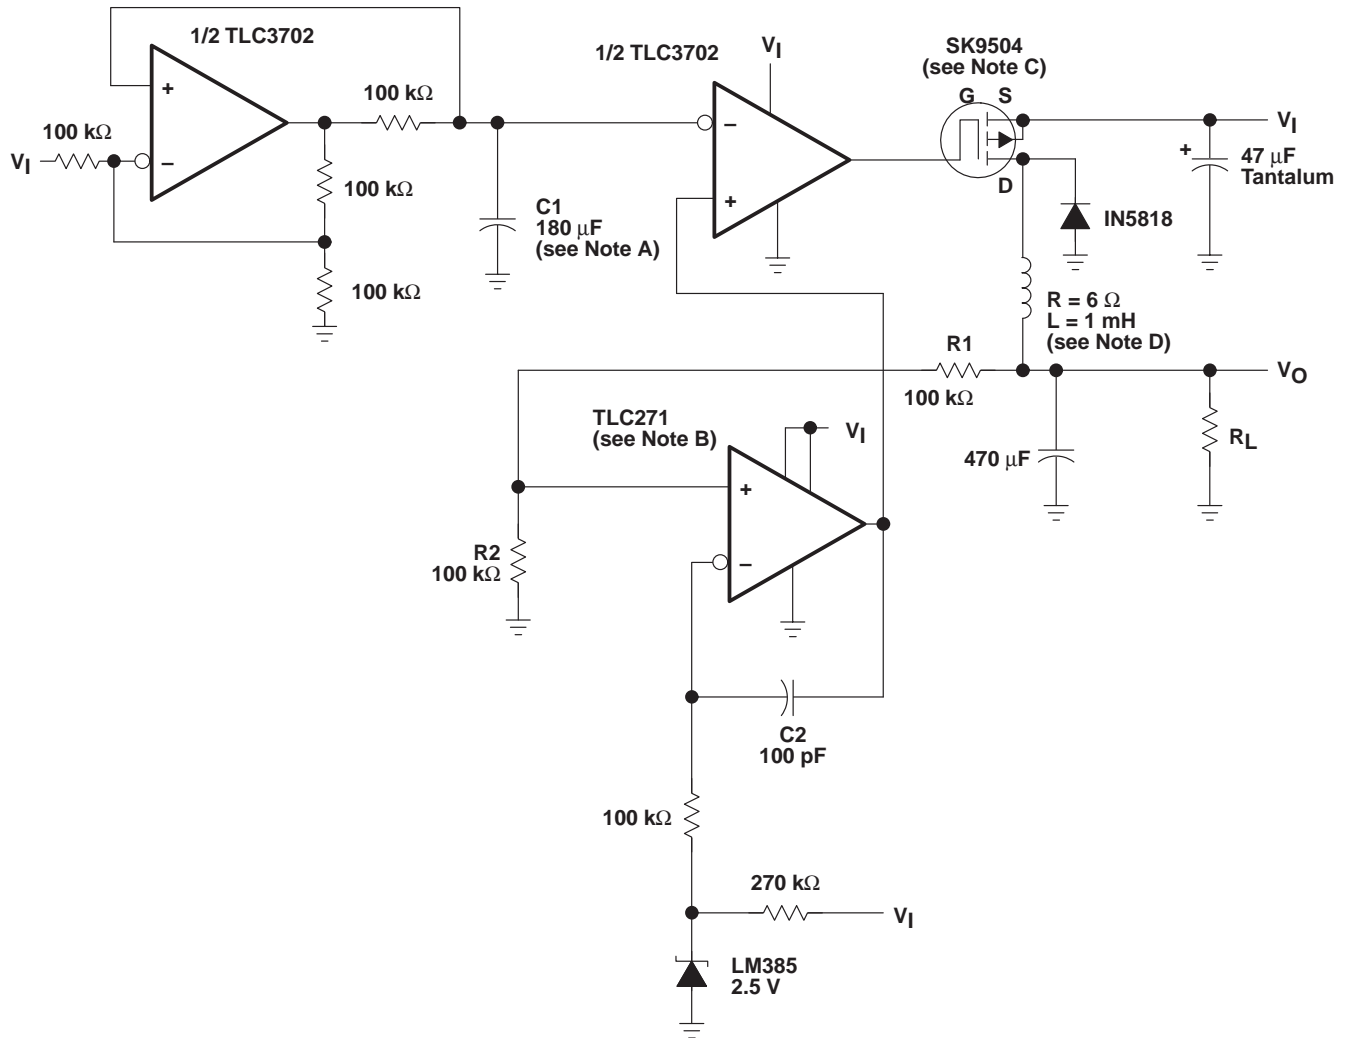 1/2 TLC3702
+
–
100 kΩ
VI
100 kΩ
100 kΩ
100 kΩ
C1
180 μF
(see Note A)
1/2 TLC3702
VI
–
+
SK9504
(see Note C)
G S
D
VI
+
47 μF
Tantalum
IN5818
R = 6 Ω
L = 1 mH
(see Note D)
R1
100 kΩ
VO
470 μF
RL
TLC271
(see Note B)
VI
+
–
R2
100 kΩ
C2
100 pF
100 kΩ
270 kΩ
VI
LM385
2.5 V